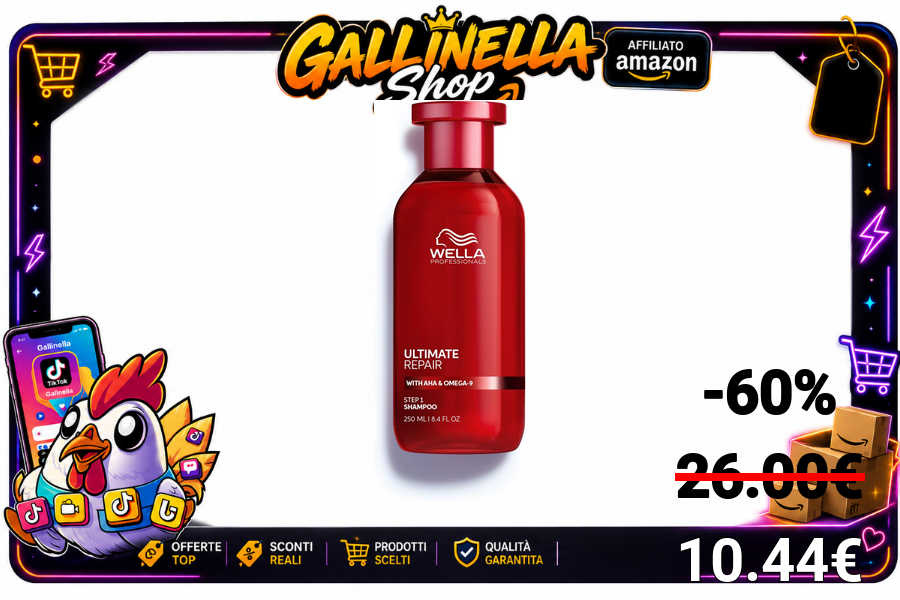 GALLINELLA
Shop
AFFILIATO
amazon
WELLA
PROFESSIONALS
ULTIMATE
REPAIR
WITH AHA & OMEGA-9
STEP 1
SHAMPOO
250 ML | 8.4 FL OZ
Gallinella
TikTok
Gallinella
-60%
26.00€
10.44€
OFFERTE
TOP
SCONTI
REALI
PRODOTTI
SCELTI
QUALITÀ
GARANTITA